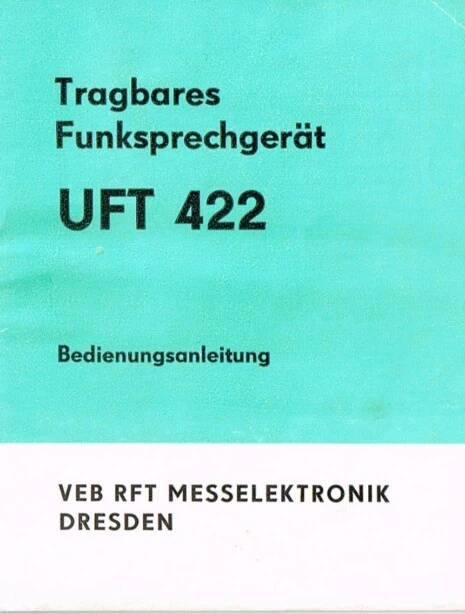 Tragbares
Funksprechgerät
UFT 422
Bedienungsanleitung
VEB RFT MESSELEKTRONIK
DRESDEN